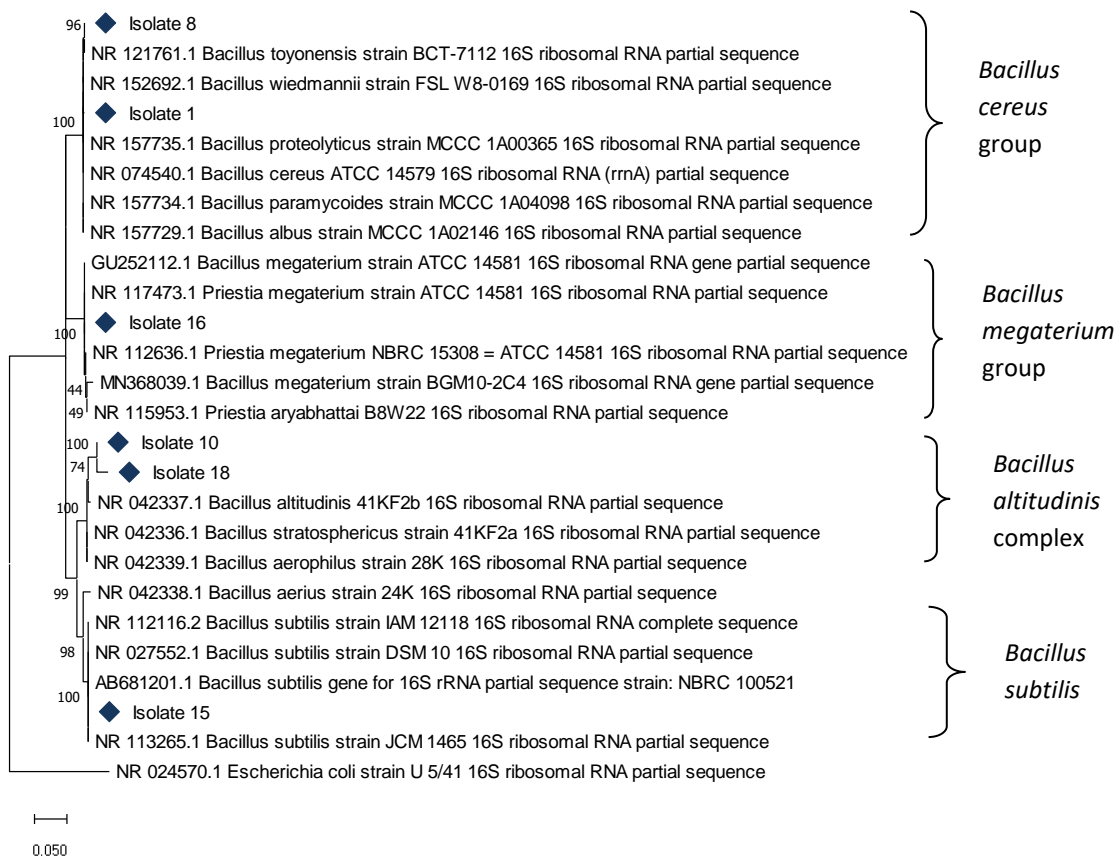 96
Isolate 8
NR 121761.1 Bacillus toyonensis strain BCT-7112 16S ribosomal RNA partial sequence
NR 152692.1 Bacillus wiedmannii strain FSL W8-0169 16S ribosomal RNA partial sequence
Isolate 1
100
NR 157735.1 Bacillus proteolyticus strain MCCC 1A00365 16S ribosomal RNA partial sequence
NR 074540.1 Bacillus cereus ATCC 14579 16S ribosomal RNA (rrnA) partial sequence
NR 157734.1 Bacillus paramycoides strain MCCC 1A04098 16S ribosomal RNA partial sequence
NR 157729.1 Bacillus albus strain MCCC 1A02146 16S ribosomal RNA partial sequence
Bacillus
cereus
group
GU252112.1 Bacillus megaterium strain ATCC 14581 16S ribosomal RNA gene partial sequence
NR 117473.1 Priestia megaterium strain ATCC 14581 16S ribosomal RNA partial sequence
Isolate 16
100
NR 112636.1 Priestia megaterium NBRC 15308 = ATCC 14581 16S ribosomal RNA partial sequence
MN368039.1 Bacillus megaterium strain BGM10-2C4 16S ribosomal RNA gene partial sequence
44
49
NR 115953.1 Priestia aryabhattai B8W22 16S ribosomal RNA partial sequence
Bacillus
megaterium
group
100
Isolate 10
74
Isolate 18
NR 042337.1 Bacillus altitudinis 41KF2b 16S ribosomal RNA partial sequence
100
NR 042336.1 Bacillus stratosphericus strain 41KF2a 16S ribosomal RNA partial sequence
NR 042339.1 Bacillus aerophilus strain 28K 16S ribosomal RNA partial sequence
Bacillus
altitudinis
complex
99
NR 042338.1 Bacillus aerius strain 24K 16S ribosomal RNA partial sequence
NR 112116.2 Bacillus subtilis strain IAM 12118 16S ribosomal RNA complete sequence
98
NR 027552.1 Bacillus subtilis strain DSM 10 16S ribosomal RNA partial sequence
AB681201.1 Bacillus subtilis gene for 16S rRNA partial sequence strain: NBRC 100521
100
Isolate 15
NR 113265.1 Bacillus subtilis strain JCM 1465 16S ribosomal RNA partial sequence
Bacillus
subtilis
NR 024570.1 Escherichia coli strain U 5/41 16S ribosomal RNA partial sequence
0.050